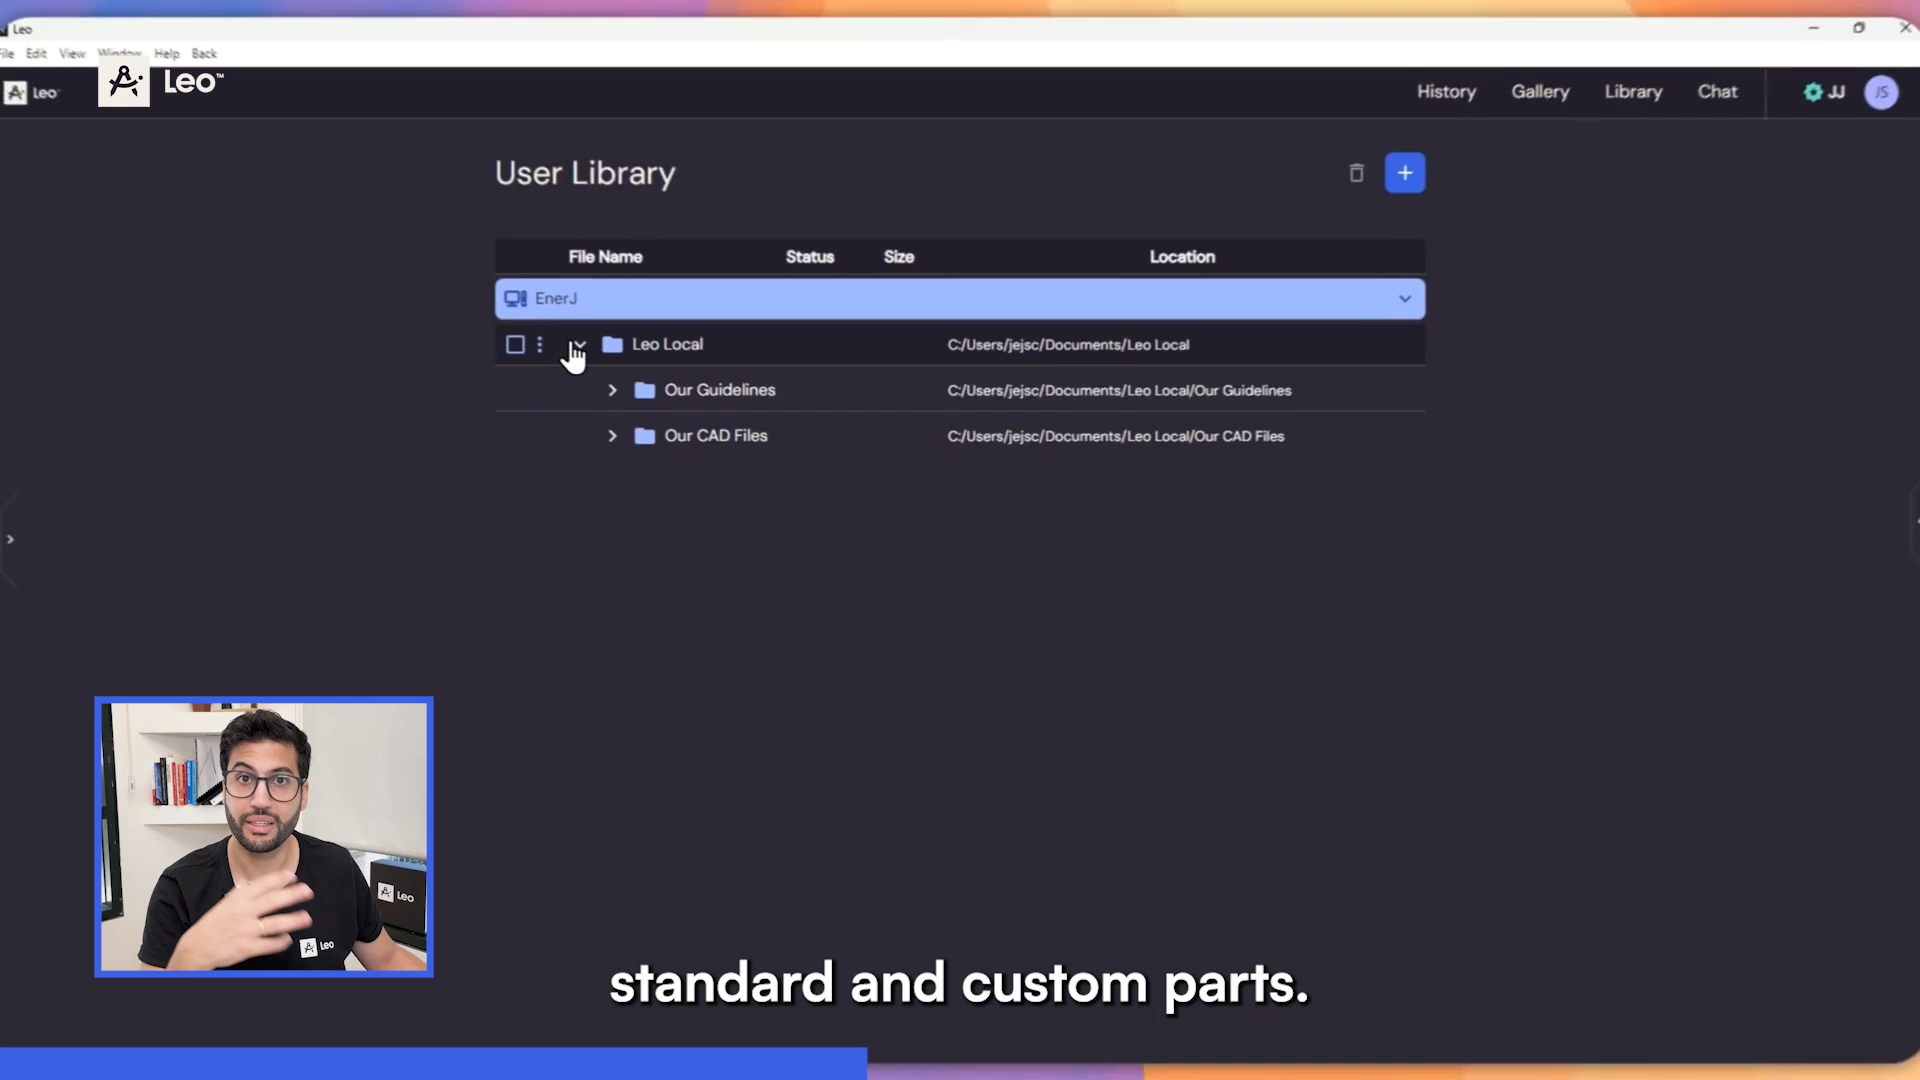 Leo
File Edit View Window Help Back
Leo
Leo™
History Gallery Library Chat JJ JS
User Library
+
File Name Status Size Location
EnerJ
Leo Local C:/Users/jejsc/Documents/Leo Local
Our Guidelines C:/Users/jejsc/Documents/Leo Local/Our Guidelines
Our CAD Files C:/Users/jejsc/Documents/Leo Local/Our CAD Files
Leo
Leo
standard and custom parts.